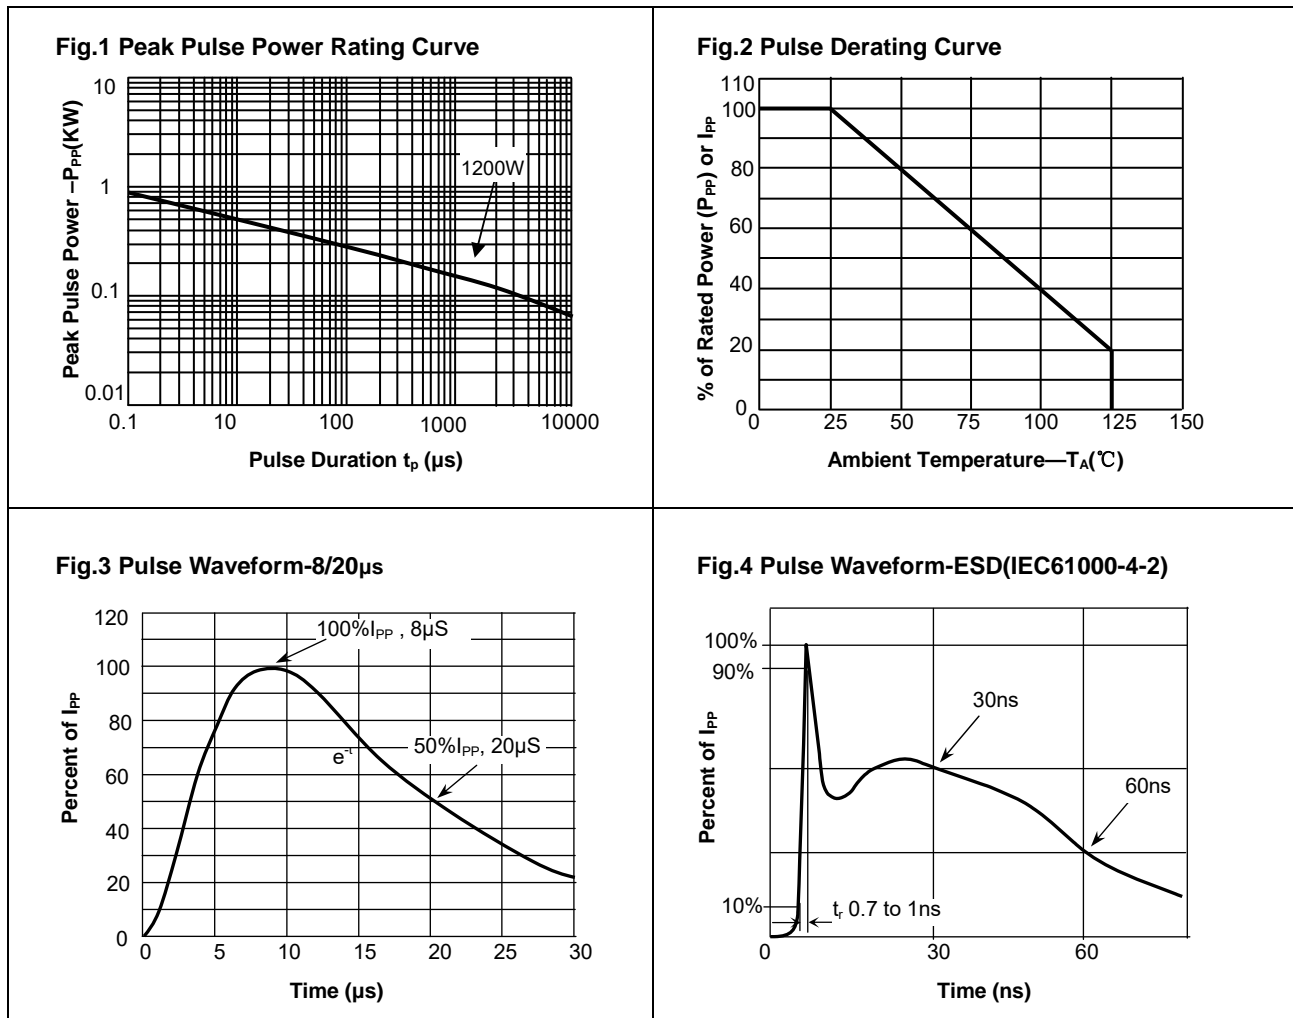 Fig.1 Peak Pulse Power Rating Curve
Peak Pulse Power –PPP(KW)
10
1
0.1
0.01
1200W
0.1
10
100
1000
10000
Pulse Duration tp (µs)
Fig.2 Pulse Derating Curve
% of Rated Power (PPP) or IPP
110
100
80
60
40
20
0
0
25
50
75
100
125
150
Ambient Temperature—TA(℃)
Fig.3 Pulse Waveform-8/20µs
Percent of IPP
120
100
80
60
40
20
0
100%IPP , 8µS
e-t
50%IPP, 20µS
0
5
10
15
20
25
30
Time (µs)
Fig.4 Pulse Waveform-ESD(IEC61000-4-2)
Percent of IPP
100%
90%
10%
30ns
60ns
tr 0.7 to 1ns
0
30
60
Time (ns)